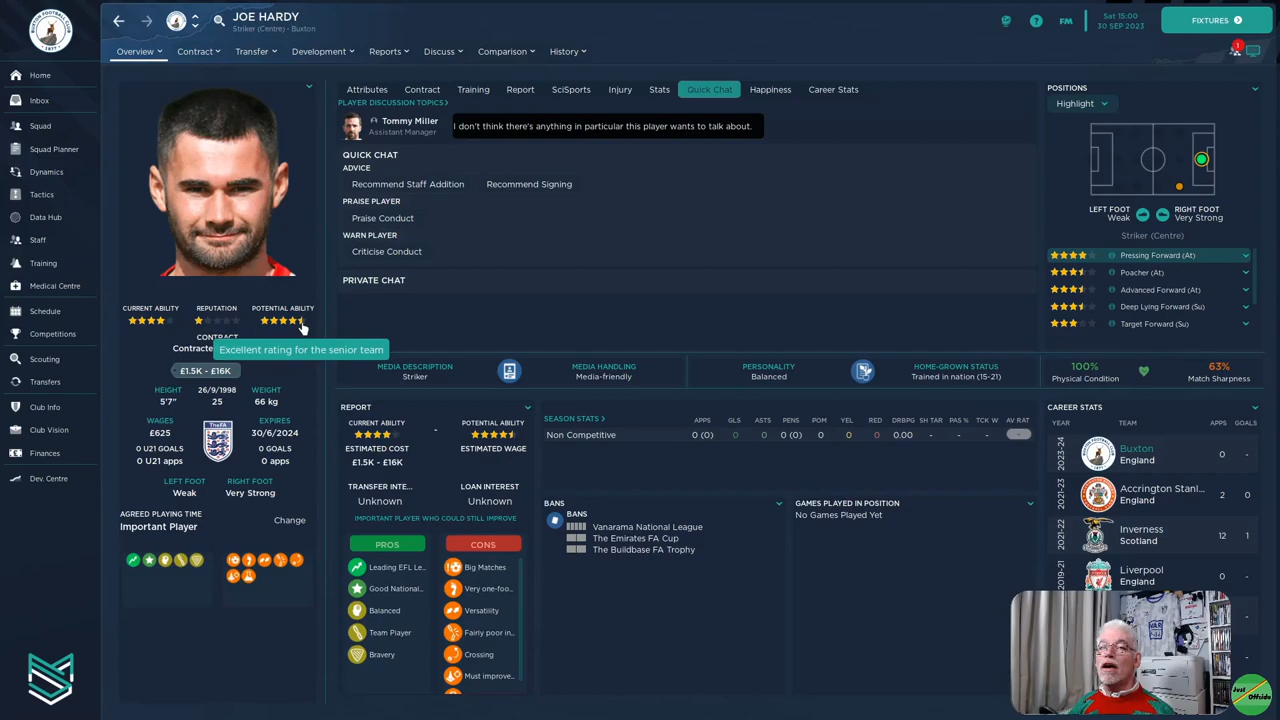 JOE HARDY
Striker (Centre) - Buxton
FM
Sat 15:00
30 SEP 2023
FIXTURES
Overview
Contract
Transfer
Development
Reports
Discuss
Comparison
History
1
Home
Inbox
Squad
Squad Planner
Dynamics
Tactics
Data Hub
Staff
Training
Medical Centre
Schedule
Competitions
Scouting
Transfers
Club Info
Club Vision
Finances
Dev. Centre
CURRENT ABILITY
REPUTATION
POTENTIAL ABILITY
CONTRACT
Contracte
Excellent rating for the senior team
£1.5K - £16K
HEIGHT
5'7"
26/9/1998
25
WEIGHT
66 kg
WAGES
£625
EXPIRES
30/6/2024
0 U21 GOALS
0 U21 apps
TheFA
0 GOALS
0 apps
LEFT FOOT
Weak
RIGHT FOOT
Very Strong
AGREED PLAYING TIME
Important Player
Change
Attributes
Contract
Training
Report
SciSports
Injury
Stats
Quick Chat
Happiness
Career Stats
PLAYER DISCUSSION TOPICS
Tommy Miller
Assistant Manager
I don't think there's anything in particular this player wants to talk about.
QUICK CHAT
ADVICE
Recommend Staff Addition
Recommend Signing
PRAISE PLAYER
Praise Conduct
WARN PLAYER
Criticise Conduct
PRIVATE CHAT
MEDIA DESCRIPTION
Striker
MEDIA HANDLING
Media-friendly
PERSONALITY
Balanced
HOME-GROWN STATUS
Trained in nation (15-21)
100%
Physical Condition
63%
Match Sharpness
REPORT
CURRENT ABILITY
-
POTENTIAL ABILITY
ESTIMATED COST
£1.5K - £16K
ESTIMATED WAGE
TRANSFER INTE...
Unknown
LOAN INTEREST
Unknown
IMPORTANT PLAYER WHO COULD STILL IMPROVE
PROS
CONS
Leading EFL Le...
Good National...
Balanced
Team Player
Bravery
Big Matches
Very one-foo...
Versatility
Fairly poor in...
Crossing
Must improve...
SEASON STATS
APPS
GLS
ASTS
PENS
POM
YEL
RED
DRBPG
SH TAR
PAS %
TCK W
AV RAT
Non Competitive
0 (0)
0
0
0 (0)
0
0
0
0.00
-
-
-
-
BANS
BANS
Vanarama National League
The Emirates FA Cup
The Buildbase FA Trophy
GAMES PLAYED IN POSITION
No Games Played Yet
POSITIONS
Highlight
LEFT FOOT
Weak
RIGHT FOOT
Very Strong
Striker (Centre)
Pressing Forward (At)
Poacher (At)
Advanced Forward (At)
Deep Lying Forward (Su)
Target Forward (Su)
CAREER STATS
YEAR
TEAM
APPS
GOALS
2023-24
Buxton
England
0
-
2021-23
Accrington Stanl...
England
2
0
2021-22
Inverness
Scotland
12
1
2019-21
Liverpool
England
0
-
-
-
Just
Offside